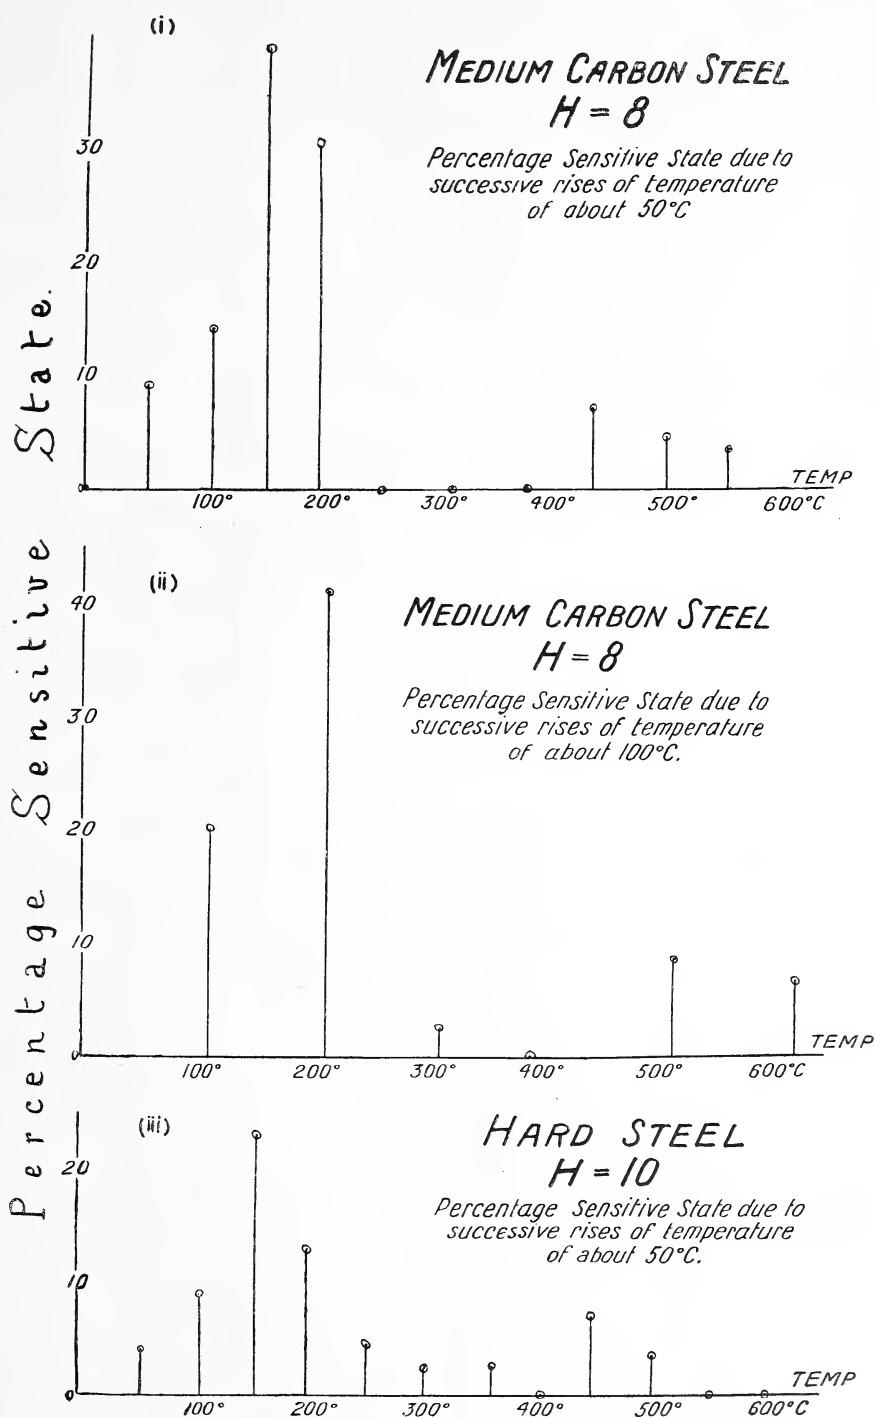 (i)
MEDIUM CARBON STEEL
H = 8
Percentage Sensitive State due to
successive rises of temperature
of about 50°C
30
20
10
0
TEMP
100° 200° 300° 400° 500° 600°C
(ii)
MEDIUM CARBON STEEL
H = 8
Percentage Sensitive State due to
successive rises of temperature
of about 100°C.
40
30
20
10
0
TEMP
100° 200° 300° 400° 500° 600°C
(iii)
HARD STEEL
H = 10
Percentage Sensitive State due to
successive rises of temperature
of about 50°C.
20
10
0
TEMP
100° 200° 300° 400° 500° 600°C
Percentage Sensitive State.